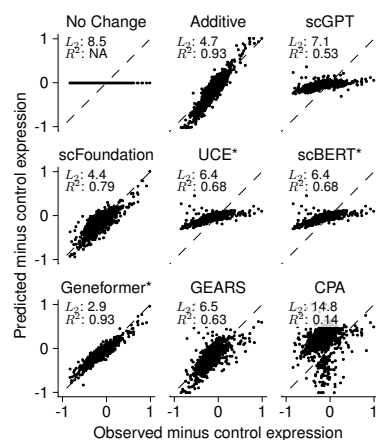 No Change
Additive
scGPT
L2: 8.5
R²: NA
L2: 4.7
R²: 0.93
L2: 7.1
R²: 0.53
1
0
-1
scFoundation
UCE*
scBERT*
L2: 4.4
R²: 0.79
L2: 6.4
R²: 0.68
L2: 6.4
R²: 0.68
1
0
-1
Geneformer*
GEARS
CPA
L2: 2.9
R²: 0.93
L2: 6.5
R²: 0.63
L2: 14.8
R²: 0.14
1
0
-1
-1 0 1 -1 0 1 -1 0 1
Predicted minus control expression
Observed minus control expression